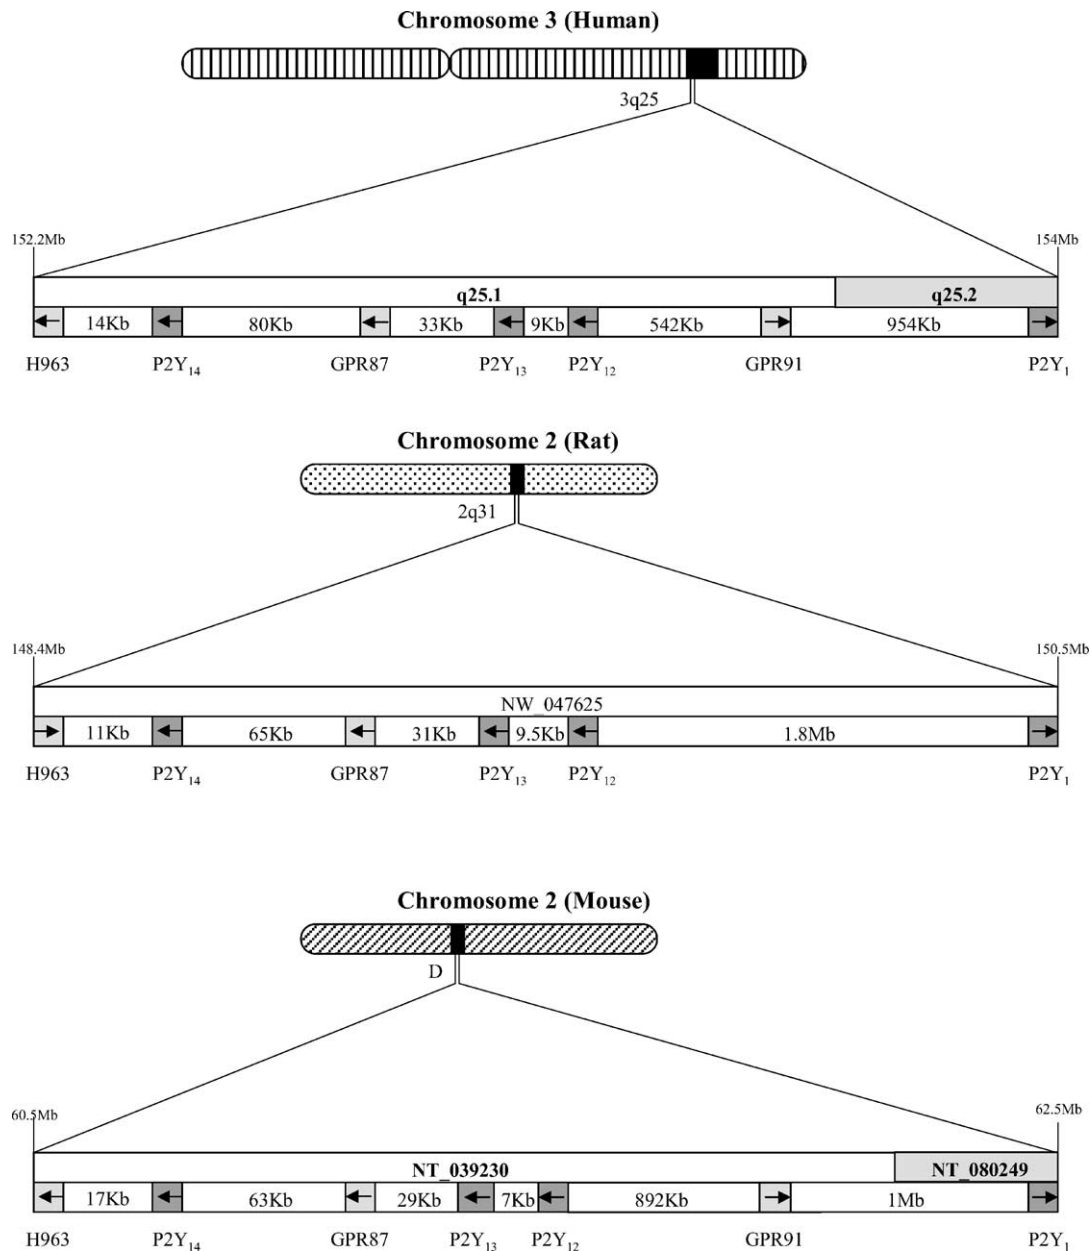 Chromosome 3 (Human)
3q25
152.2Mb 154Mb
q25.1 q25.2
14Kb 80Kb 33Kb 9Kb 542Kb 954Kb
H963 P2Y₁₄ GPR87 P2Y₁₃ P2Y₁₂ GPR91 P2Y₁
Chromosome 2 (Rat)
2q31
148.4Mb 150.5Mb
NW_047625
11Kb 65Kb 31Kb 9.5Kb 1.8Mb
H963 P2Y₁₄ GPR87 P2Y₁₃ P2Y₁₂ P2Y₁
Chromosome 2 (Mouse)
D
60.5Mb 62.5Mb
NT_039230 NT_080249
17Kb 63Kb 29Kb 7Kb 892Kb 1Mb
H963 P2Y₁₄ GPR87 P2Y₁₃ P2Y₁₂ GPR91 P2Y₁